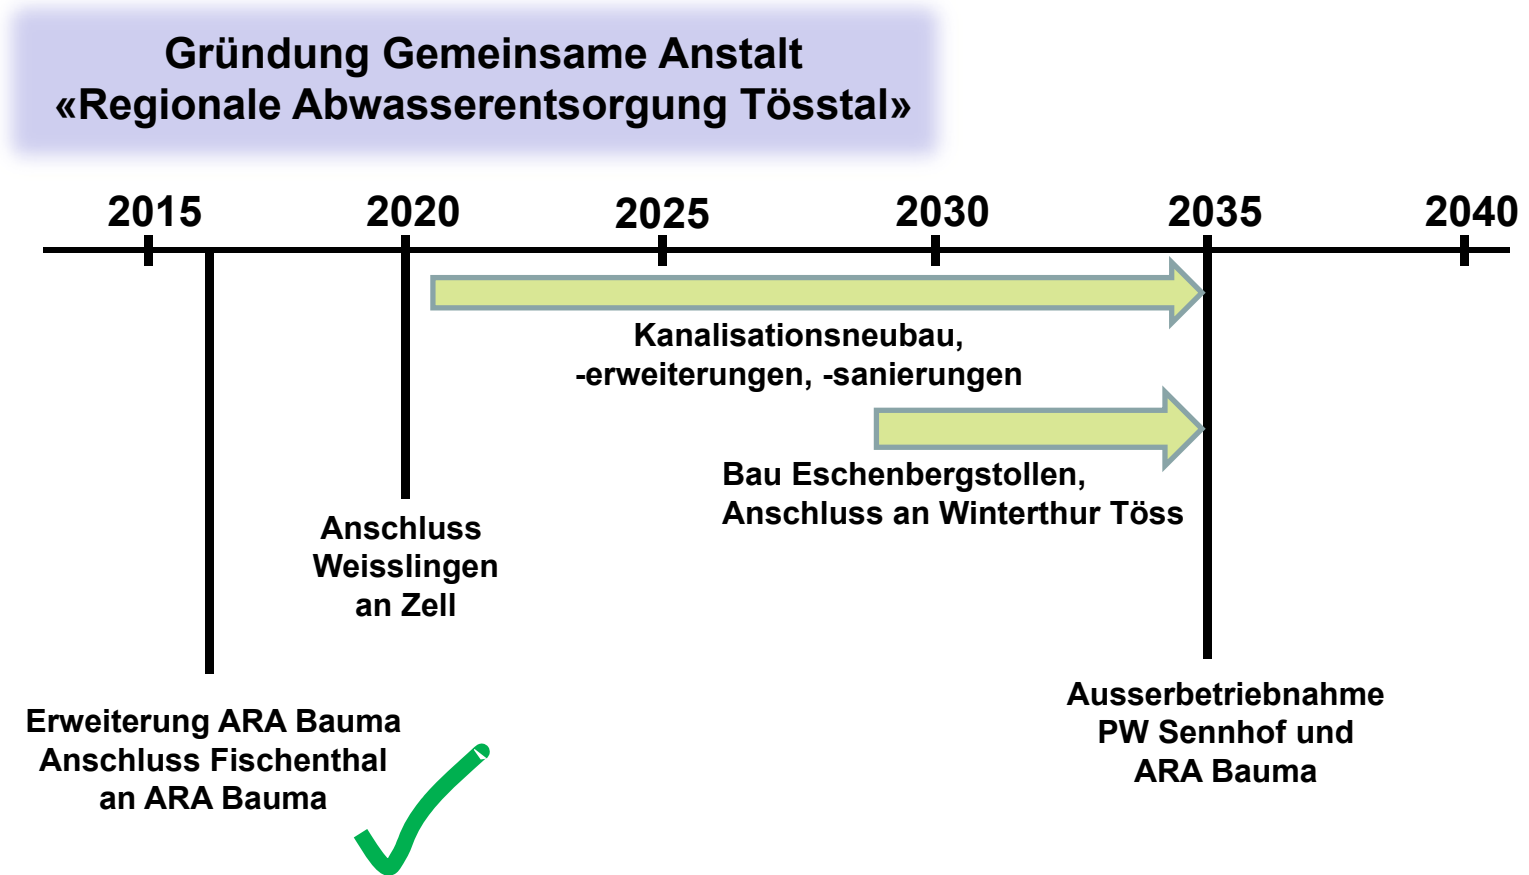 Gründung Gemeinsame Anstalt
«Regionale Abwasserentsorgung Tösstal»
2015 2020 2025 2030 2035 2040
Kanalisationsneubau,
-erweiterungen, -sanierungen
Bau Eschenbergstollen,
Anschluss an Winterthur Töss
Anschluss
Weisslingen
an Zell
Erweiterung ARA Bauma
Anschluss Fischenthal
an ARA Bauma
Ausserbetriebnahme
PW Sennhof und
ARA Bauma